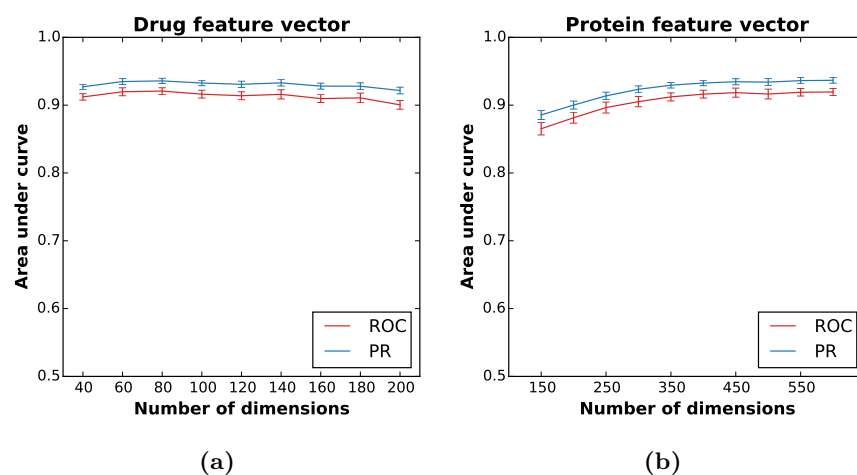 Drug feature vector
1.0
0.9
0.8
0.7
0.6
0.5
Area under curve
ROC
PR
40 60 80 100 120 140 160 180 200
Number of dimensions
(a)
Protein feature vector
1.0
0.9
0.8
0.7
0.6
0.5
Area under curve
ROC
PR
150 250 350 450 550
Number of dimensions
(b)